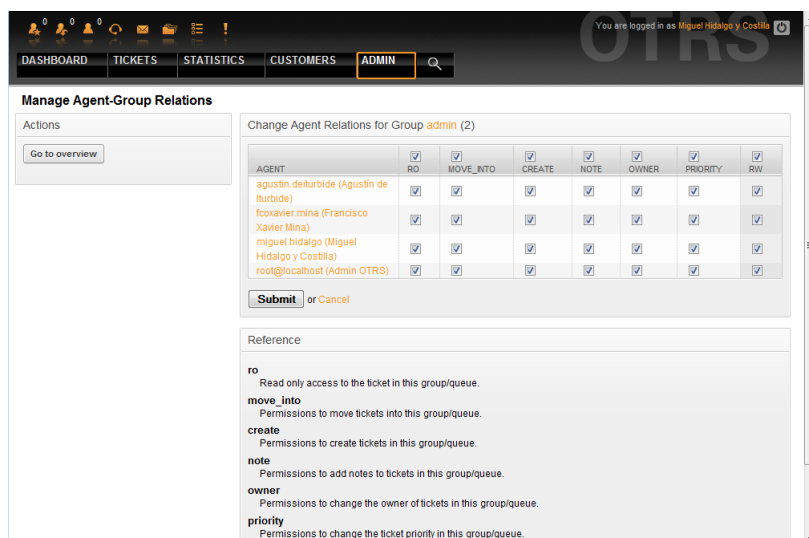 OTRS
0 0 0
You are logged in as Miguel Hidalgo y Costilla
DASHBOARD TICKETS STATISTICS CUSTOMERS ADMIN
Manage Agent-Group Relations
Actions
Go to overview
Change Agent Relations for Group admin (2)
AGENT RO MOVE_INTO CREATE NOTE OWNER PRIORITY RW
agustin.deiturbide (Agustín de
Iturbide)
fcoxavier.mina (Francisco
Xavier Mina)
miguel.hidalgo (Miguel
Hidalgo y Costilla)
root@localhost (Admin OTRS)
Submit or Cancel
Reference
ro
Read only access to the ticket in this group/queue.
move_into
Permissions to move tickets into this group/queue.
create
Permissions to create tickets in this group/queue.
note
Permissions to add notes to tickets in this group/queue.
owner
Permissions to change the owner of tickets in this group/queue.
priority
Permissions to change the ticket priority in this group/queue.